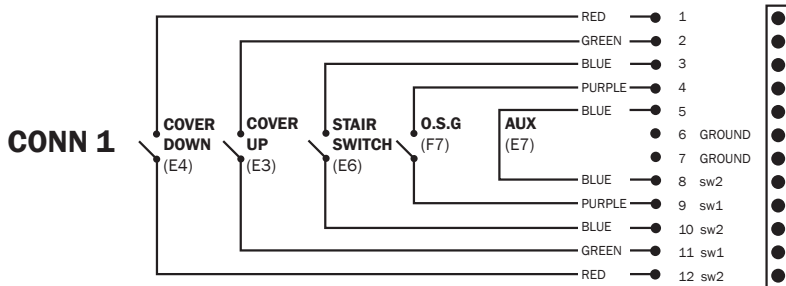 CONN 1
COVER
DOWN
(E4)
COVER
UP
(E3)
STAIR
SWITCH
(E6)
O.S.G
(F7)
AUX
(E7)
RED 1
GREEN 2
BLUE 3
PURPLE 4
BLUE 5
6 GROUND
7 GROUND
BLUE 8 sw2
PURPLE 9 sw1
BLUE 10 sw2
GREEN 11 sw1
RED 12 sw2